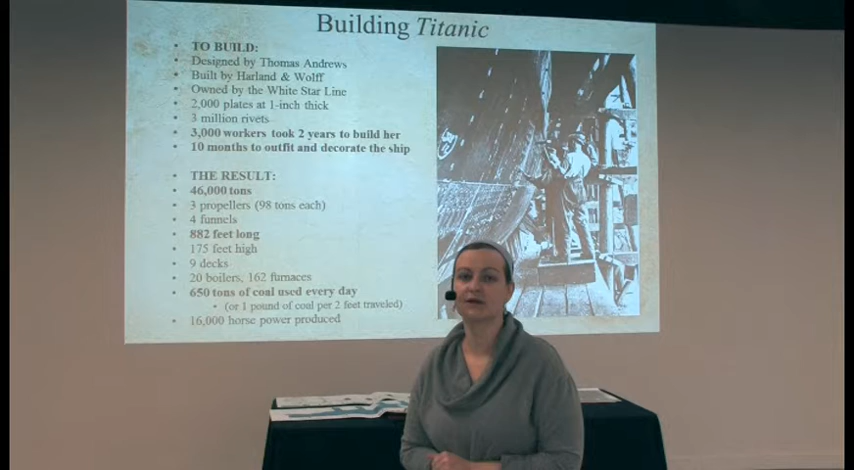 Building Titanic
• TO BUILD:
• Designed by Thomas Andrews
• Built by Harland & Wolff
• Owned by the White Star Line
• 2,000 plates at 1-inch thick
• 3 million rivets
• 3,000 workers took 2 years to build her
• 10 months to outfit and decorate the ship
• THE RESULT:
• 46,000 tons
• 3 propellers (98 tons each)
• 4 funnels
• 882 feet long
• 175 feet high
• 9 decks
• 20 boilers, 162 furnaces
• 650 tons of coal used every day
• (or 1 pound of coal per 2 feet traveled)
• 16,000 horse power produced